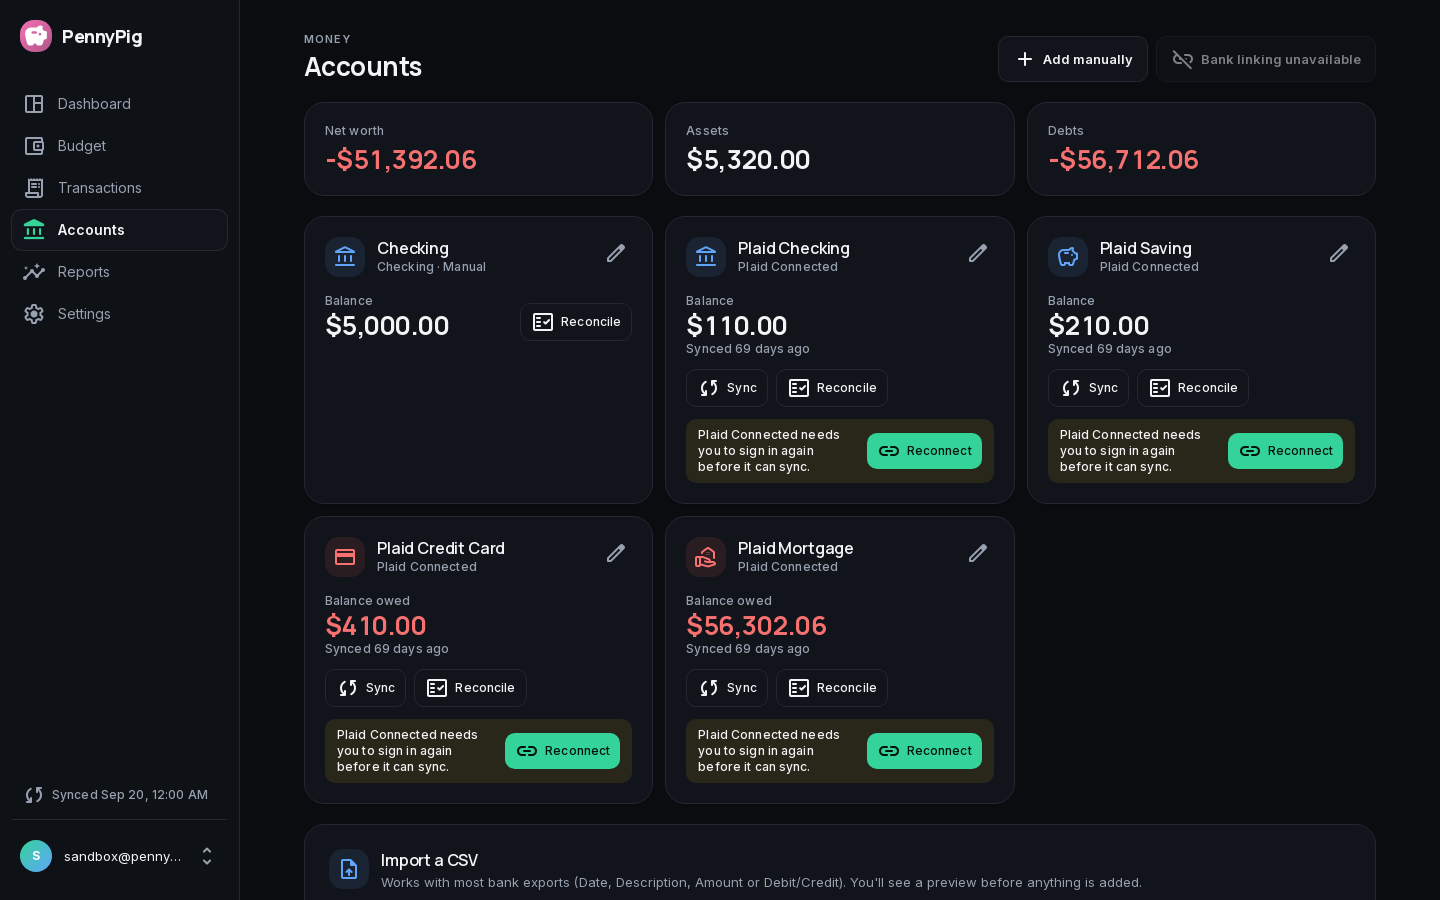 PennyPig
Dashboard
Budget
Transactions
Accounts
Reports
Settings
Synced Sep 20, 12:00 AM
S
sandbox@penny...
MONEY
Accounts
Add manually
Bank linking unavailable
Net worth
-$51,392.06
Assets
$5,320.00
Debts
-$56,712.06
Checking
Checking · Manual
Balance
$5,000.00
Reconcile
Plaid Checking
Plaid Connected
Balance
$110.00
Synced 69 days ago
Sync
Reconcile
Plaid Connected needs
you to sign in again
before it can sync.
Reconnect
Plaid Saving
Plaid Connected
Balance
$210.00
Synced 69 days ago
Sync
Reconcile
Plaid Connected needs
you to sign in again
before it can sync.
Reconnect
Plaid Credit Card
Plaid Connected
Balance owed
$410.00
Synced 69 days ago
Sync
Reconcile
Plaid Connected needs
you to sign in again
before it can sync.
Reconnect
Plaid Mortgage
Plaid Connected
Balance owed
$56,302.06
Synced 69 days ago
Sync
Reconcile
Plaid Connected needs
you to sign in again
before it can sync.
Reconnect
Import a CSV
Works with most bank exports (Date, Description, Amount or Debit/Credit). You'll see a preview before anything is added.